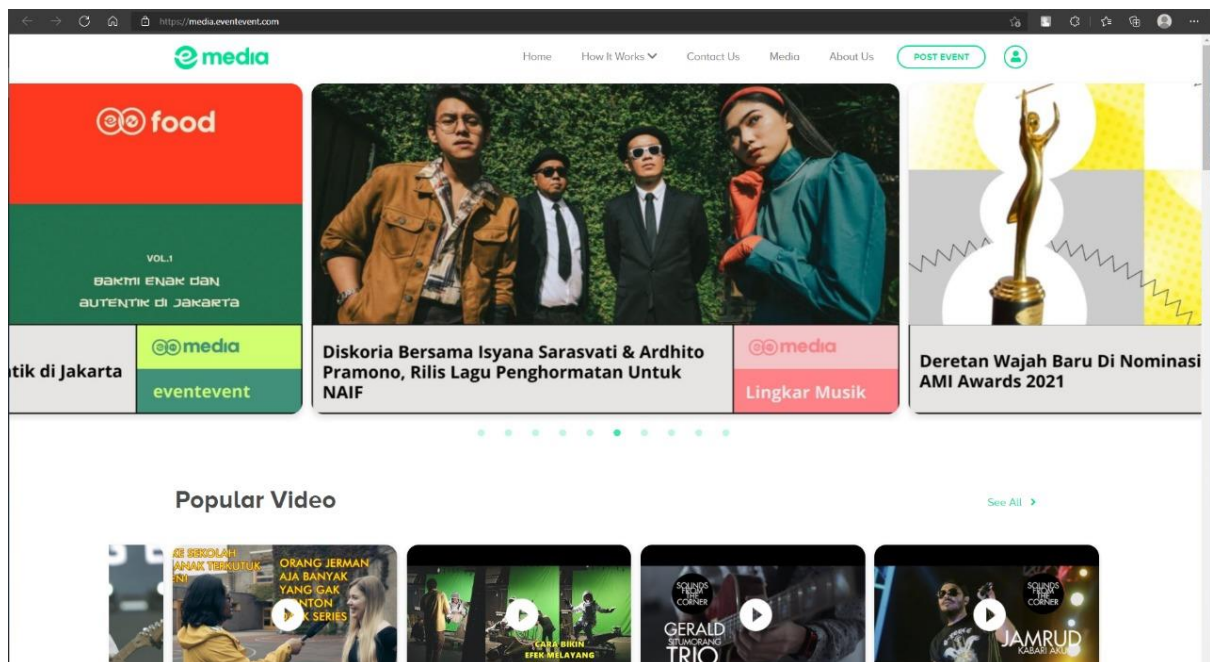 https://media.eventevent.com
media
Home
How It Works
Contact Us
Media
About Us
POST EVENT
food
VOL.1
BAKMI ENAK DAN
AUTENTIK DI JAKARTA
tik di Jakarta
media
eventevent
Diskoria Bersama Isyana Sarasvati & Ardhito
Pramono, Rilis Lagu Penghormatan Untuk
NAIF
media
Lingkar Musik
Deretan Wajah Baru Di Nominasi
AMI Awards 2021
Popular Video
See All
KE SEKOLAH
ANAK TERKUTUK
ORANG JERMAN
AJA BANYAK
YANG GAK
NONTON
SERIES
CARA BIKIN
EFEK MELAYANG
SOUNDS
FROM
THE
CORNER
GERALD
SITUMORANG
TRIO
SOUNDS
FROM
THE
CORNER
JAMRUD
KABARI AKU